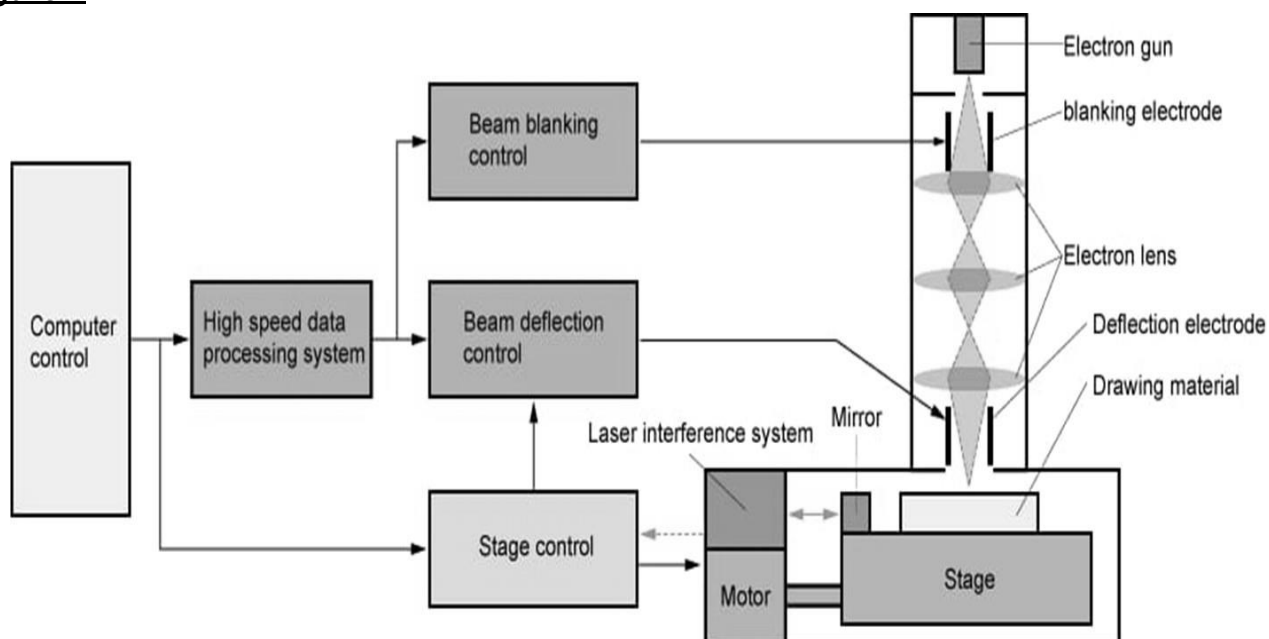 Electron gun
Beam blanking
control
blanking electrode
Electron lens
Computer
control
High speed data
processing system
Beam deflection
control
Deflection electrode
Drawing material
Mirror
Laser interference system
Stage control
Motor
Stage